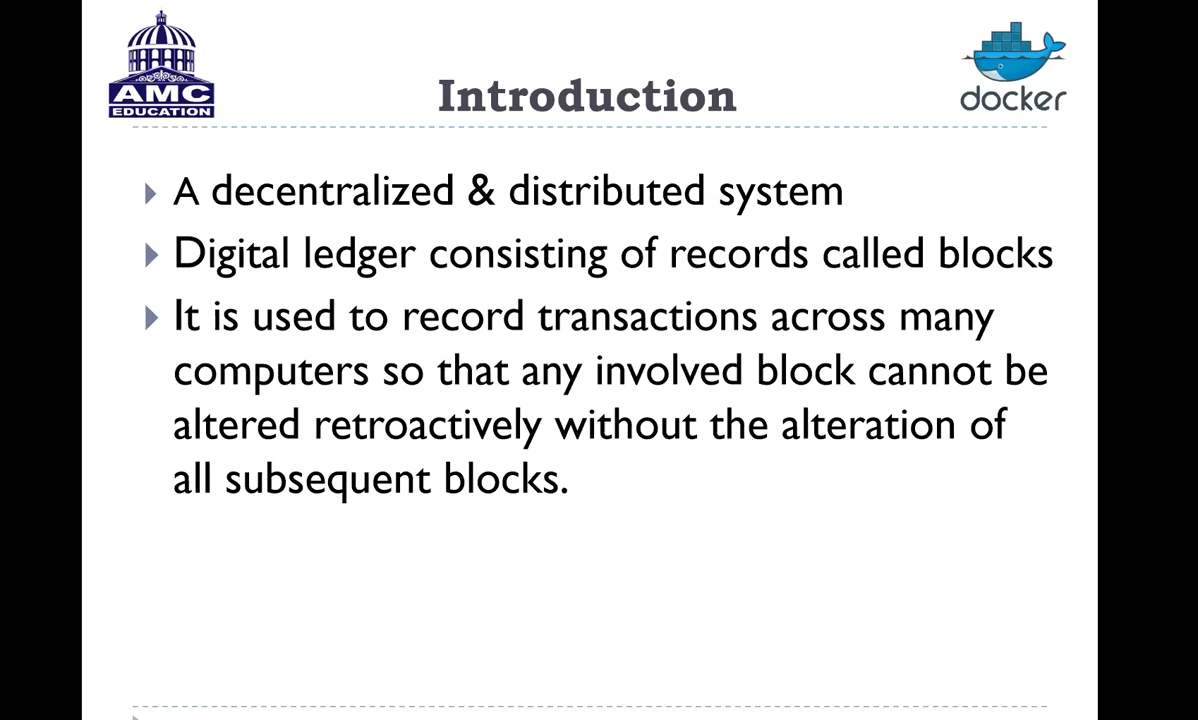 AMC
EDUCATION
docker
Introduction
A decentralized & distributed system
Digital ledger consisting of records called blocks
It is used to record transactions across many
computers so that any involved block cannot be
altered retroactively without the alteration of
all subsequent blocks.